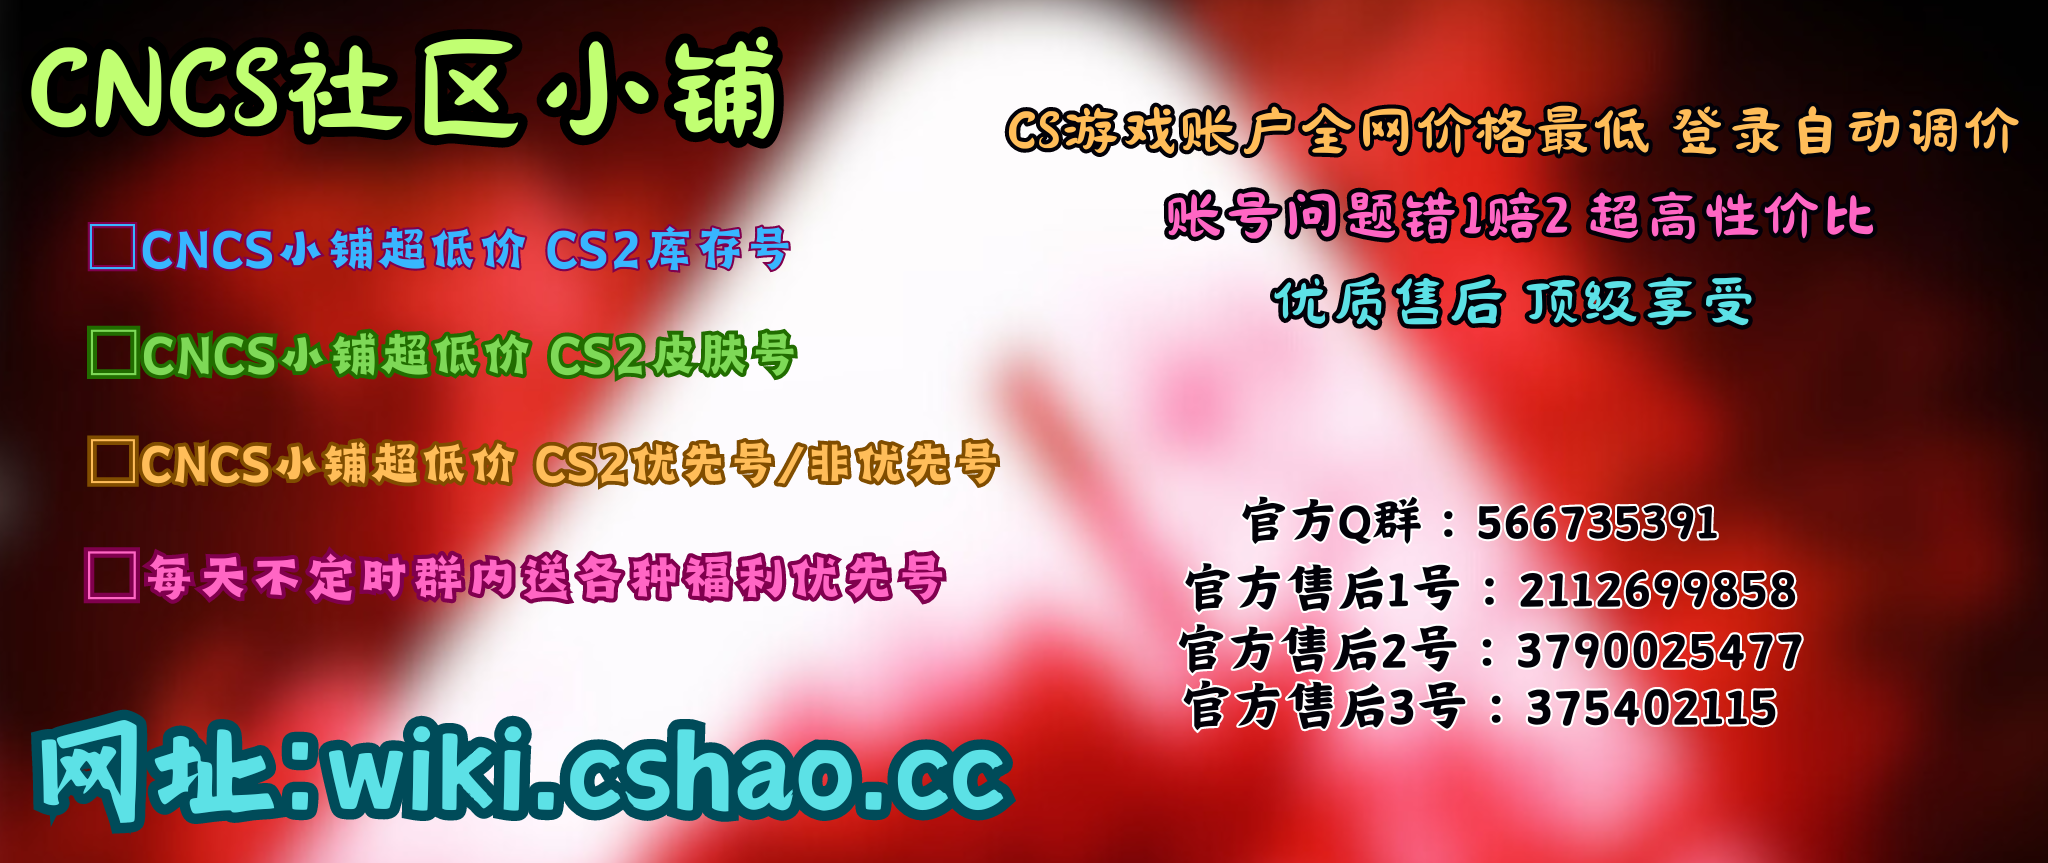 CNCS社区小铺
CS游戏账户全网价格最低 登录自动调价
账号问题错1赔2 超高性价比
优质售后 顶级享受
□CNCS小铺超低价 CS2库存号
□CNCS小铺超低价 CS2皮肤号
□CNCS小铺超低价 CS2优先号/非优先号
□每天不定时群内送各种福利优先号
官方Q群：566735391
官方售后1号：2112699858
官方售后2号：3790025477
官方售后3号：375402115
网址:wiki.cshao.cc